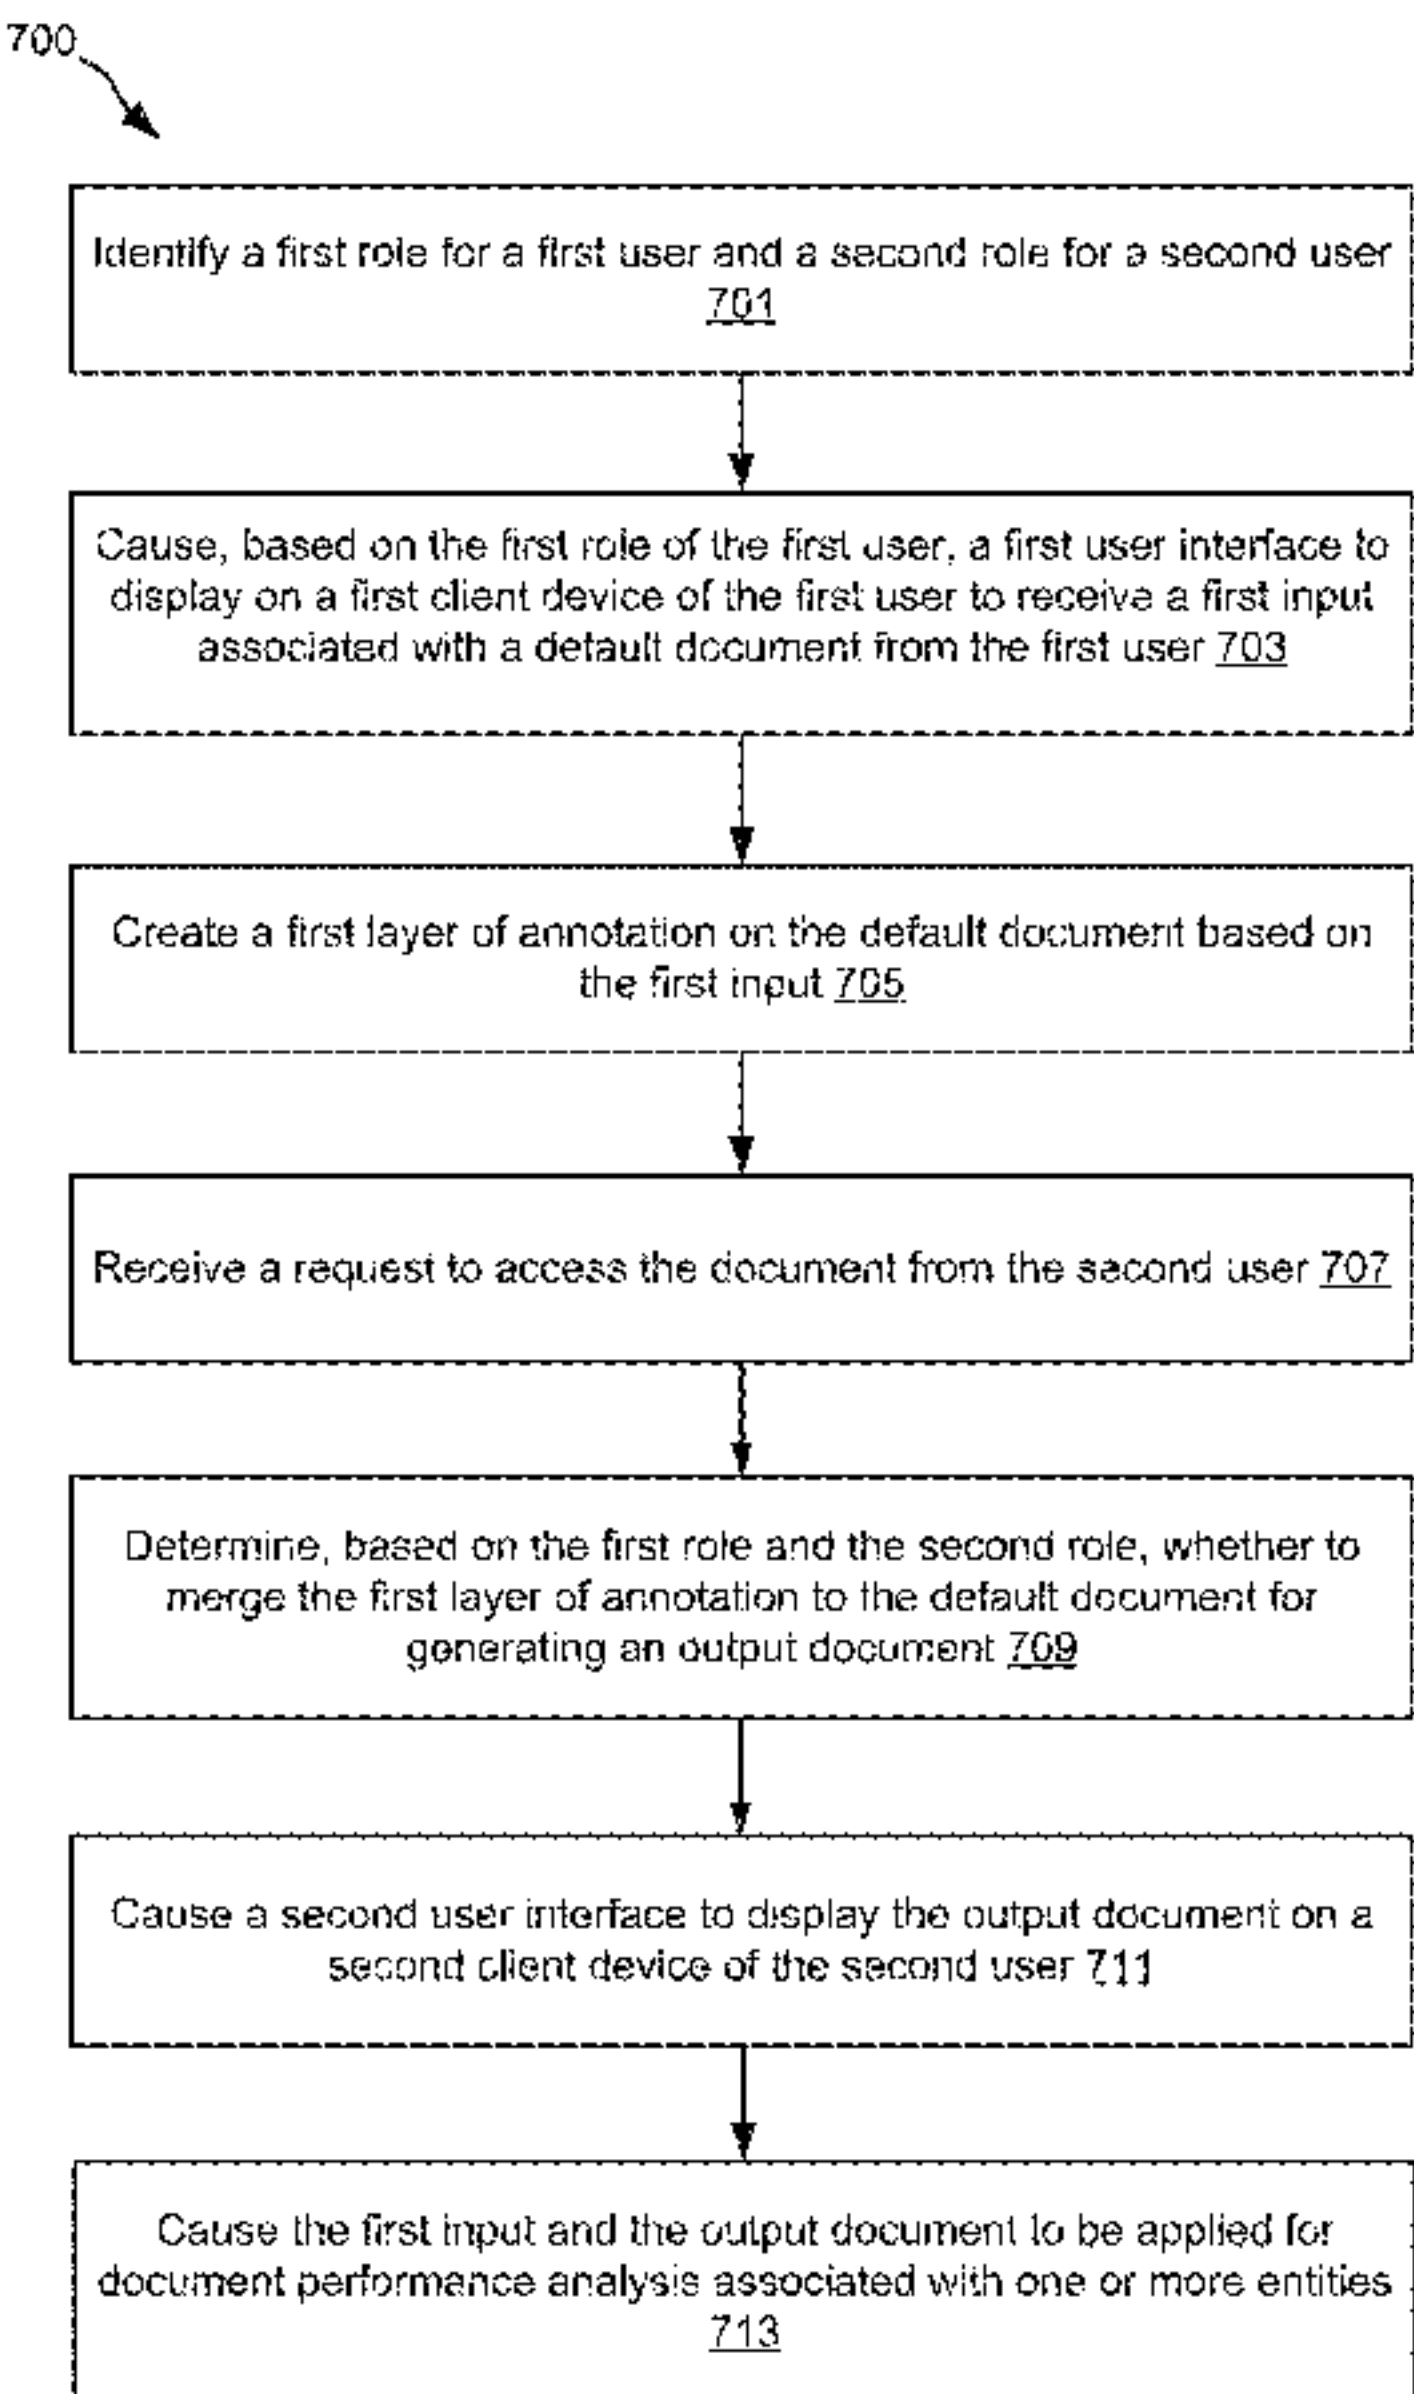 700
Identify a first role for a first user and a second role for a second user
701
Cause, based on the first role of the first user, a first user interface to
display on a first client device of the first user to receive a first input
associated with a default document from the first user 703
Create a first layer of annotation on the default document based on
the first input 705
Receive a request to access the document from the second user 707
Determine, based on the first role and the second role, whether to
merge the first layer of annotation to the default document for
generating an output document 709
Cause a second user interface to display the output document on a
second client device of the second user 711
Cause the first input and the output document to be applied for
document performance analysis associated with one or more entities
713